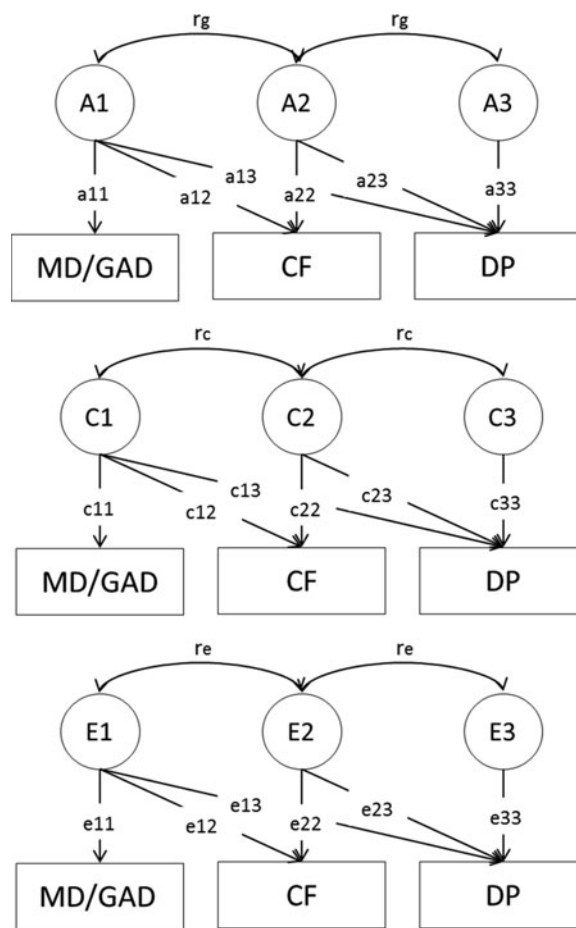 rg rg
A1 A2 A3
a11 a12 a13 a22 a23 a33
MD/GAD CF DP
rc rc
C1 C2 C3
c11 c12 c13 c22 c23 c33
MD/GAD CF DP
re re
E1 E2 E3
e11 e12 e13 e22 e23 e33
MD/GAD CF DP